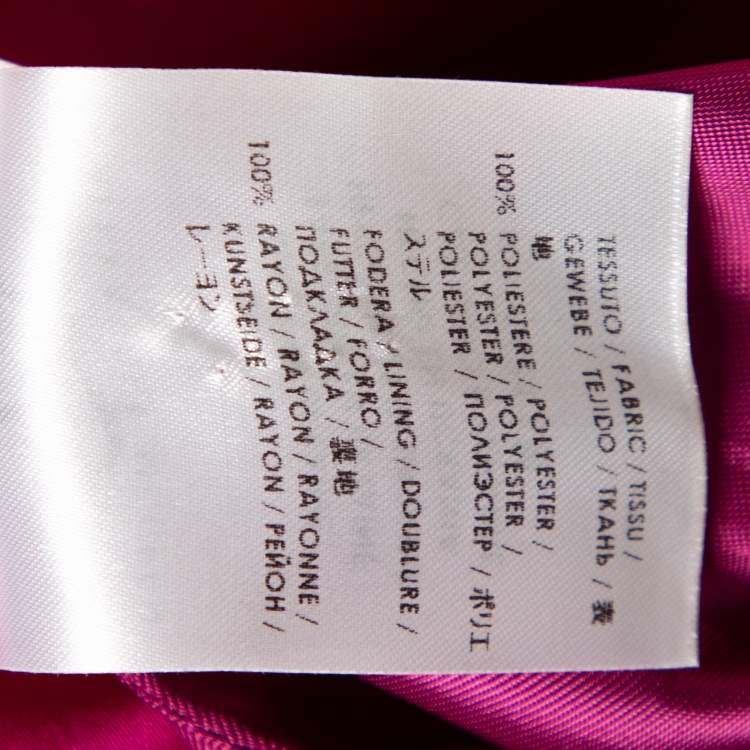 TESSUTO / FABRIC / TISSU /
GEWEBE / TEJIDO / ТКАНЬ / 表
地
100% POLIESTERE / POLYESTER /
POLYESTER / POLYESTER /
POLIESTER / ПОЛИЭСТЕР / ポリエ
ステル
FODERA / LINING / DOUBLURE /
FUTTER / FORRO /
ПОДКЛАДКА / 裏地
100% RAYON / RAYON / RAYONNE /
KUNSTSEIDE / RAYON / РЕЙОН /
レーヨン